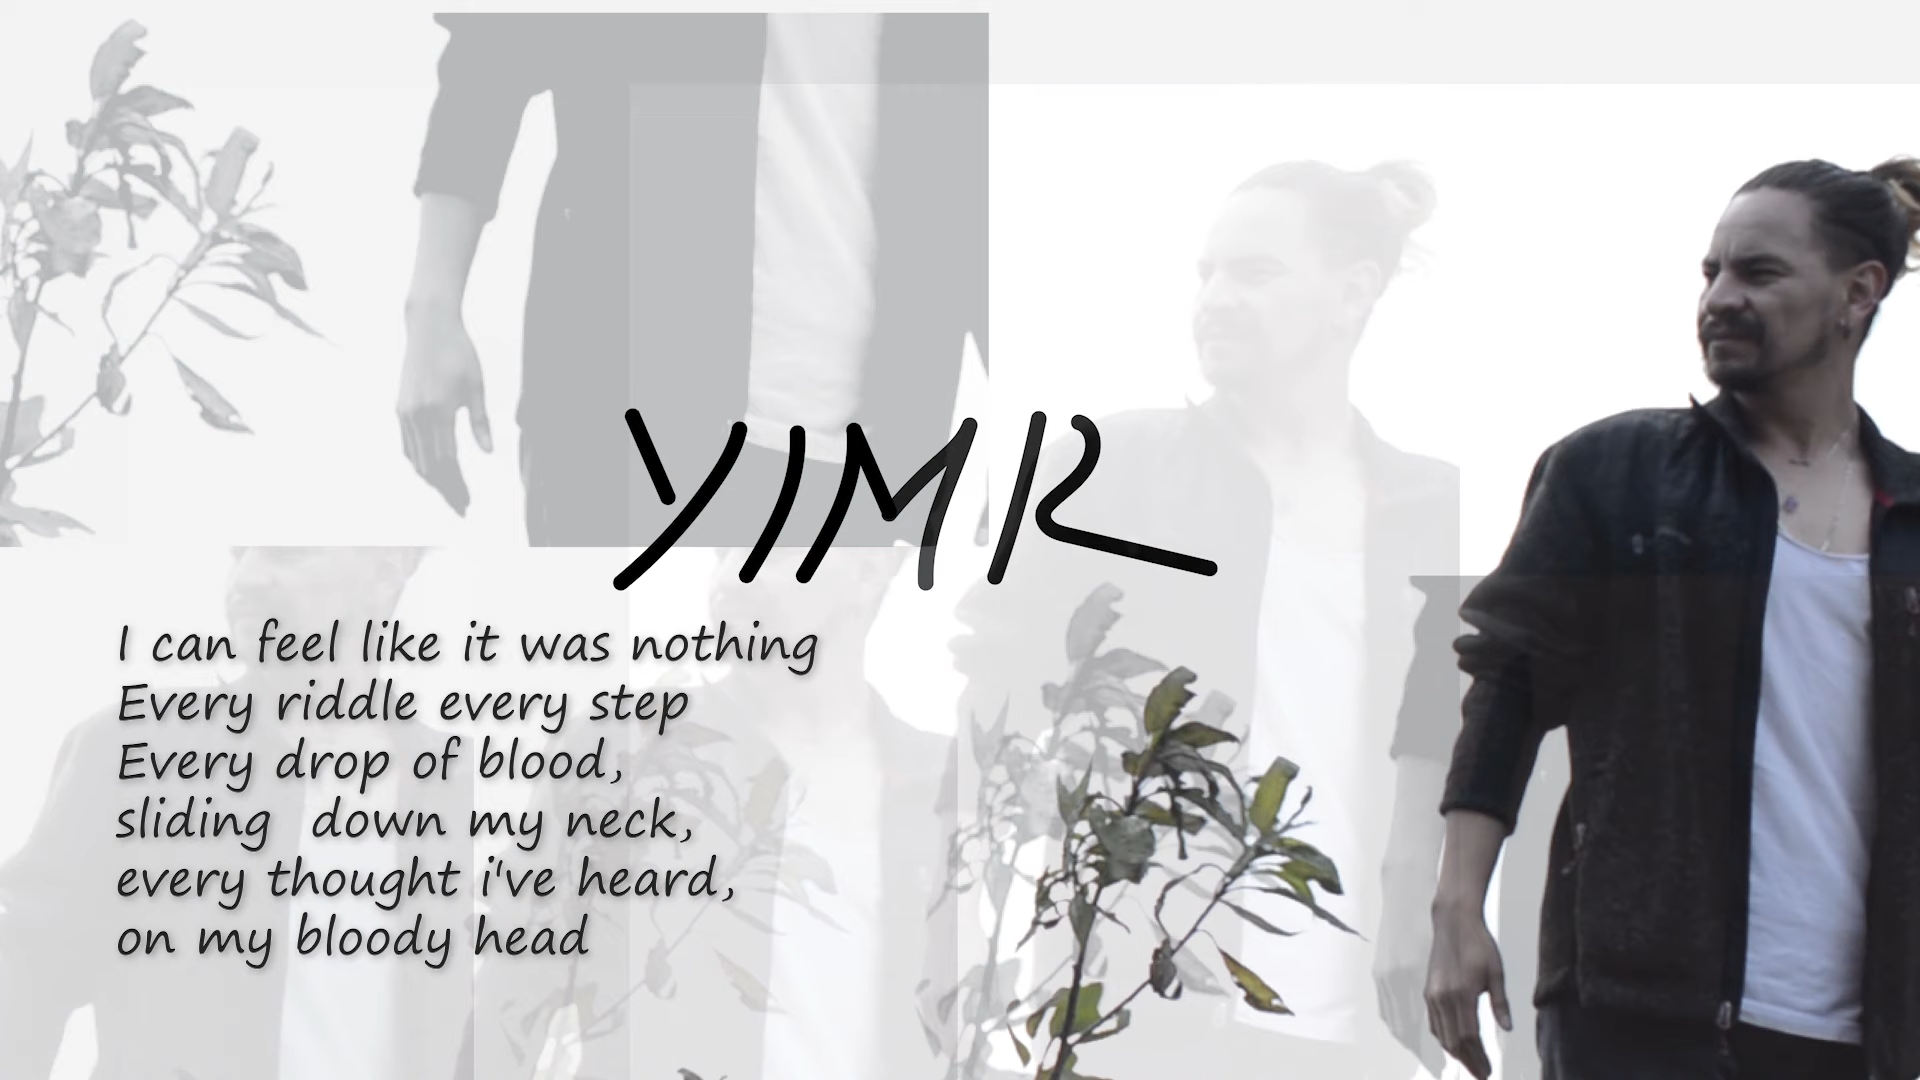 YIMR
I can feel like it was nothing
Every riddle every step
Every drop of blood,
sliding  down my neck,
every thought i've heard,
on my bloody head